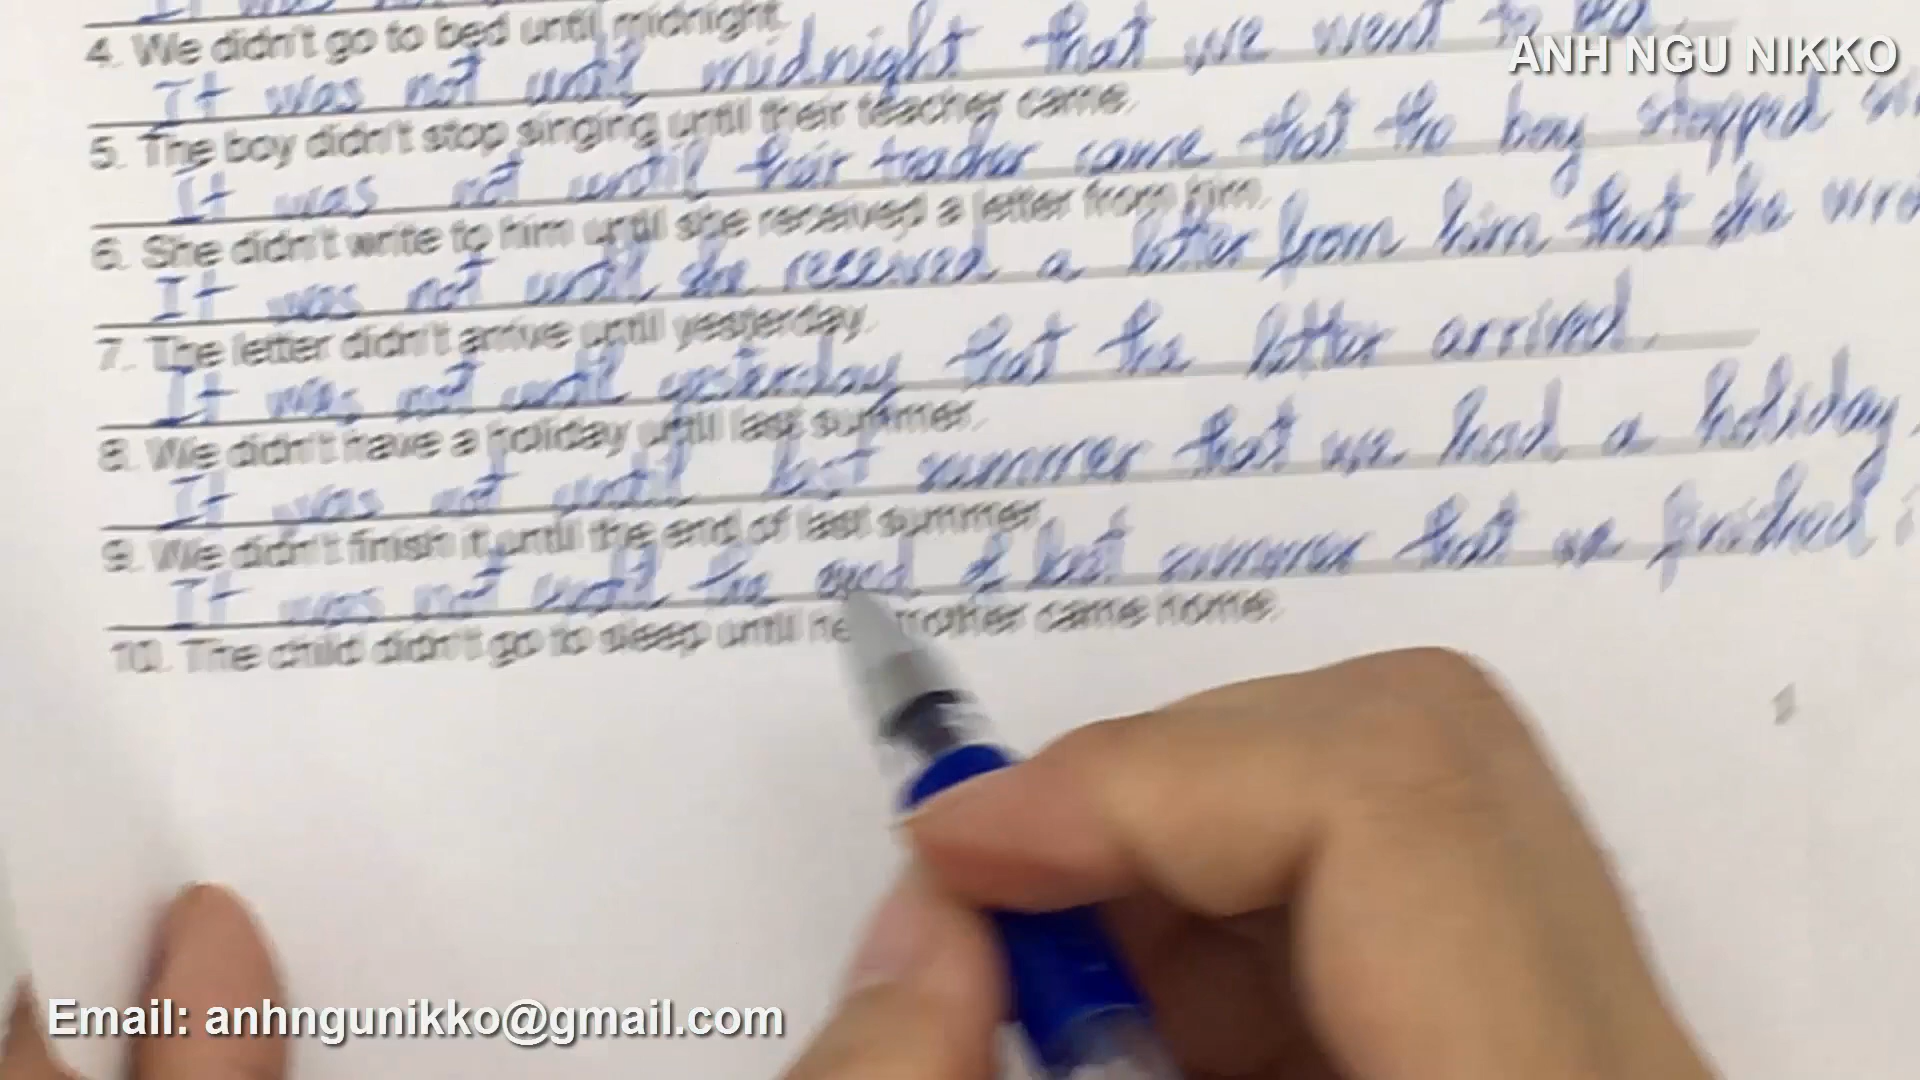 It was not
4. We didn't go to bed until midnight.
ANH NGU NIKKO
It was not until midnight that we went to bed
5. The boy didn't stop singing until their teacher came.
It was not until their teacher came that the boy stopped
6. She didn't write to him until she received a letter from him.
It was not until she received a letter from him that she
7. The letter didn't arrive until yesterday.
It was not until yesterday that the letter arrived.
8. We didn't have a holiday until last summer.
It was not until last summer that we had a holiday.
9. We didn't finish it until the end of last summer.
It was not until the end of last summer that we finished
10. The child didn't go to sleep until mother came home.
Email: anhngunikko@gmail.com